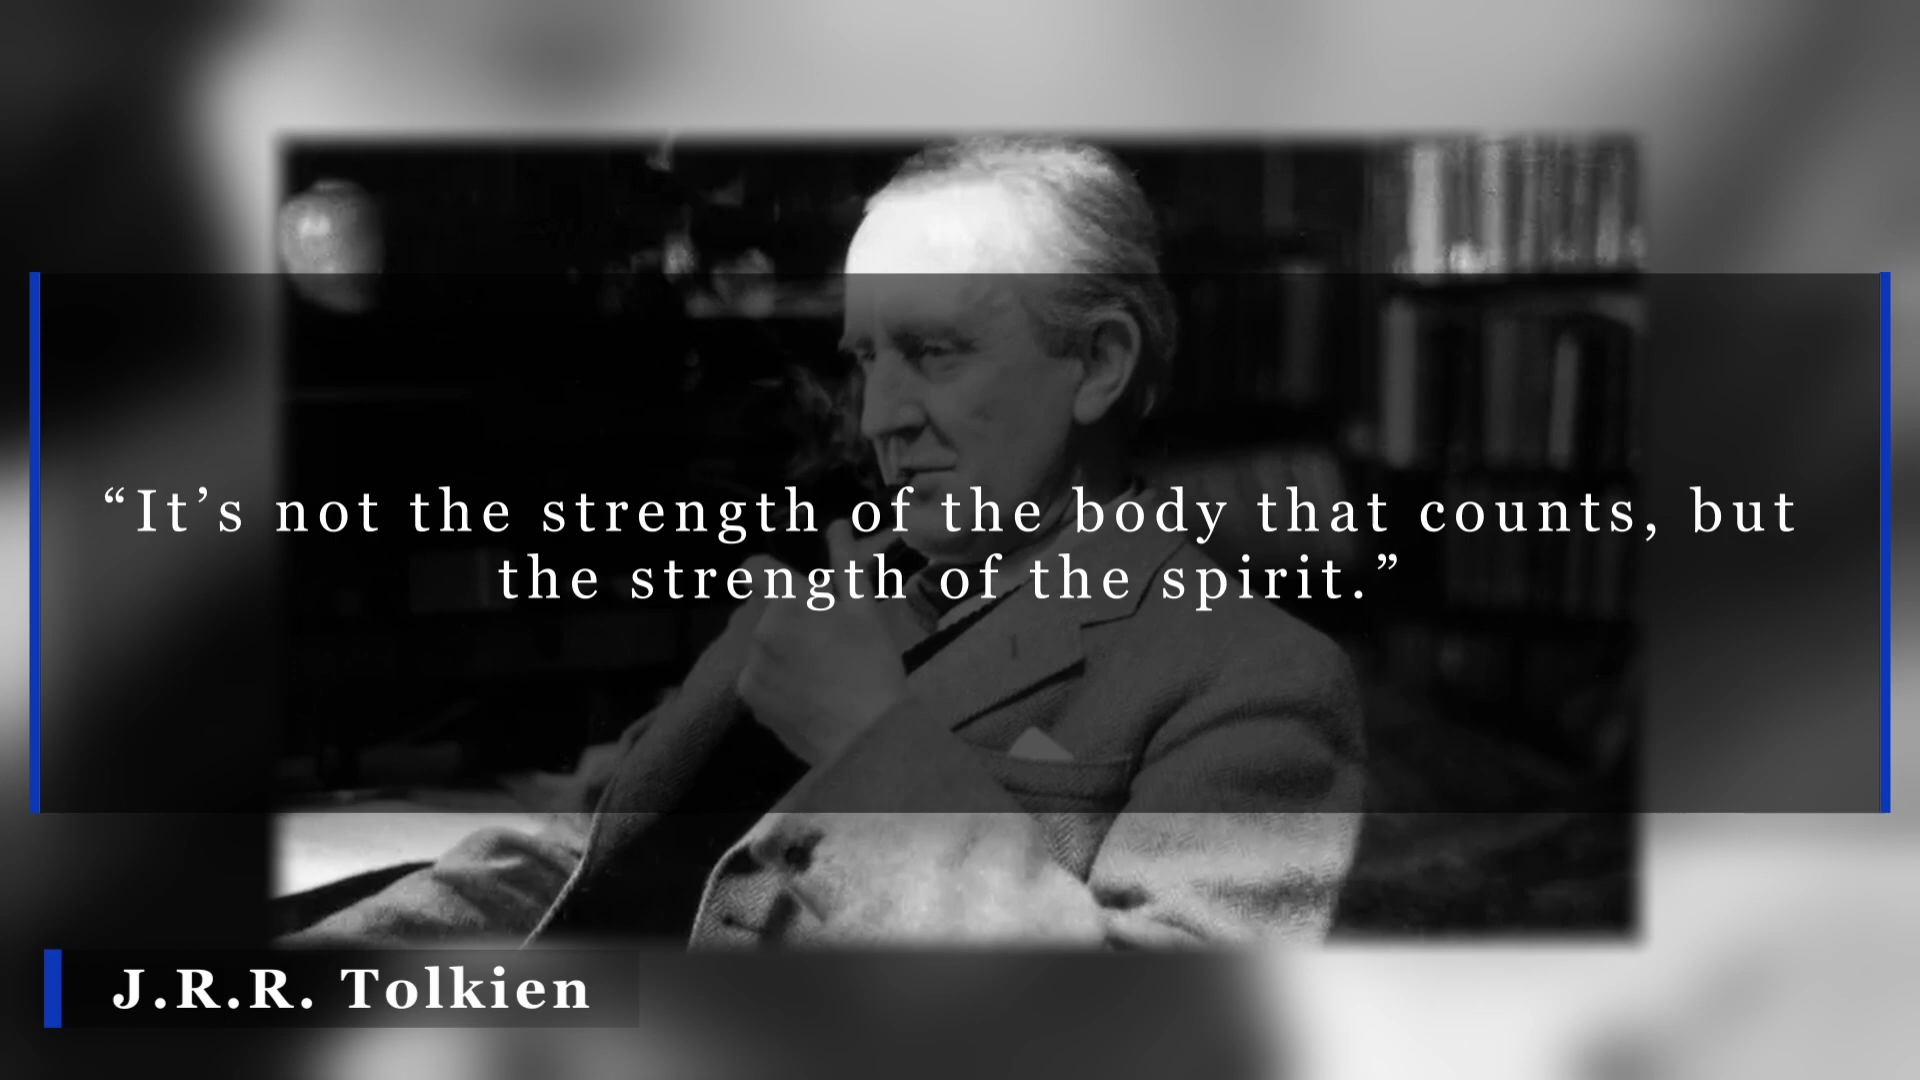 “It’s not the strength of the body that counts, but
the strength of the spirit.”
J.R.R. Tolkien